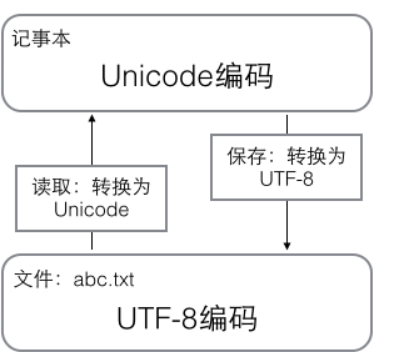 记事本
Unicode编码
读取：转换为
Unicode
保存：转换为
UTF-8
文件：abc.txt
UTF-8编码